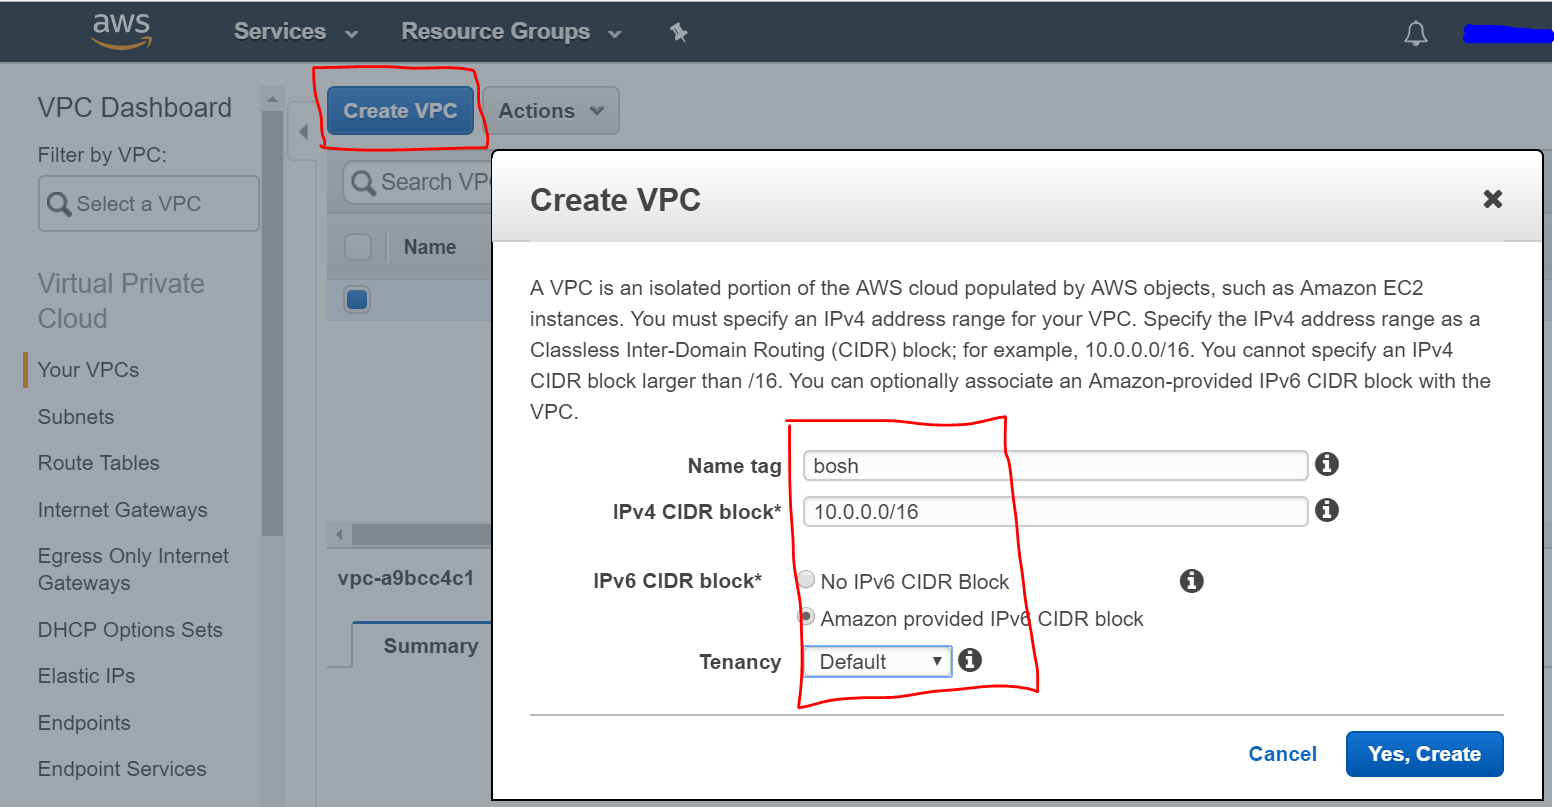 aws
Services
Resource Groups
VPC Dashboard
Filter by VPC:
Select a VPC
Virtual Private
Cloud
Your VPCs
Subnets
Route Tables
Internet Gateways
Egress Only Internet
Gateways
DHCP Options Sets
Elastic IPs
Endpoints
Endpoint Services
Create VPC
Actions
Search VP
Name
vpc-a9bcc4c1
Summary
Create VPC
A VPC is an isolated portion of the AWS cloud populated by AWS objects, such as Amazon EC2
instances. You must specify an IPv4 address range for your VPC. Specify the IPv4 address range as a
Classless Inter-Domain Routing (CIDR) block; for example, 10.0.0.0/16. You cannot specify an IPv4
CIDR block larger than /16. You can optionally associate an Amazon-provided IPv6 CIDR block with the
VPC.
Name tag bosh
IPv4 CIDR block* 10.0.0.0/16
IPv6 CIDR block* No IPv6 CIDR Block
Amazon provided IPv6 CIDR block
Tenancy Default
Cancel
Yes, Create